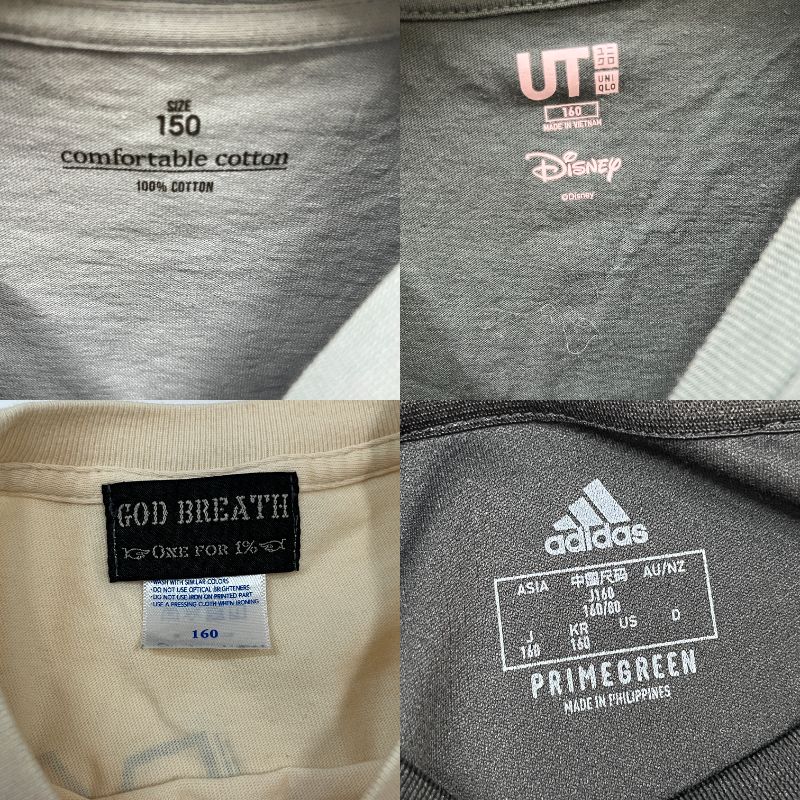 SIZE
150
comfortable cotton
100% COTTON
UT UNI
QLO
160
MADE IN VIETNAM
Disney
©Disney
GOD BREATH
ONE FOR 1%
WASH WITH SIMILAR COLORS
·DO NOT USE OPTICAL BRIGHTENERS
·DO NOT USE IRON ON PRINTED PART
·USE A PRESSING CLOTH WHEN IRONING
160
adidas
ASIA 中国尺码 AU/NZ
J160
160/80
J KR US D
160 160
PRIMEGREEN
MADE IN PHILIPPINES